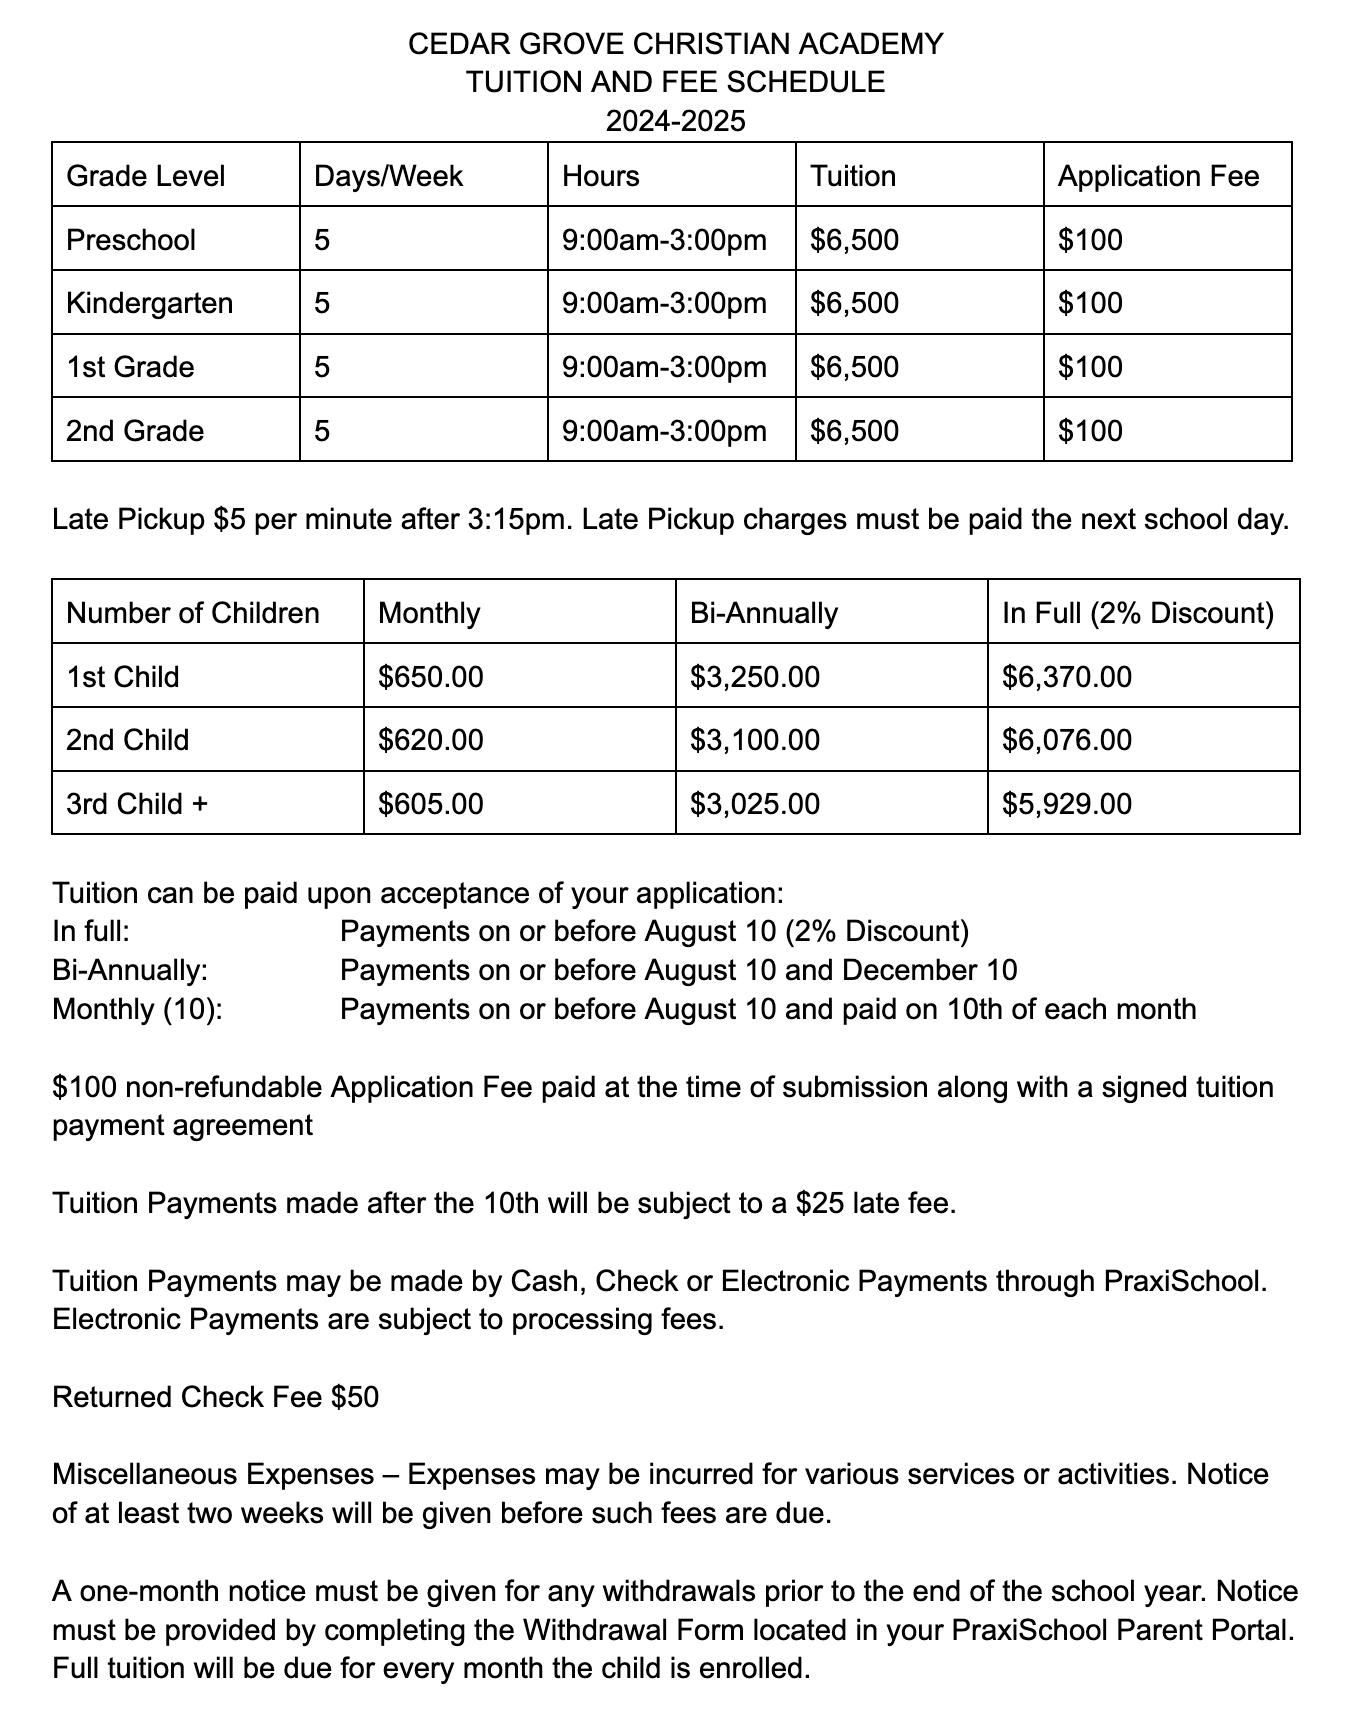 CEDAR GROVE CHRISTIAN ACADEMY
TUITION AND FEE SCHEDULE
2024-2025
Grade Level Days/Week Hours Tuition Application Fee
Preschool 5 9:00am-3:00pm $6,500 $100
Kindergarten 5 9:00am-3:00pm $6,500 $100
1st Grade 5 9:00am-3:00pm $6,500 $100
2nd Grade 5 9:00am-3:00pm $6,500 $100
Late Pickup $5 per minute after 3:15pm. Late Pickup charges must be paid the next school day.
Number of Children Monthly Bi-Annually In Full (2% Discount)
1st Child $650.00 $3,250.00 $6,370.00
2nd Child $620.00 $3,100.00 $6,076.00
3rd Child + $605.00 $3,025.00 $5,929.00
Tuition can be paid upon acceptance of your application:
In full: Payments on or before August 10 (2% Discount)
Bi-Annually: Payments on or before August 10 and December 10
Monthly (10): Payments on or before August 10 and paid on 10th of each month
$100 non-refundable Application Fee paid at the time of submission along with a signed tuition
payment agreement
Tuition Payments made after the 10th will be subject to a $25 late fee.
Tuition Payments may be made by Cash, Check or Electronic Payments through PraxiSchool.
Electronic Payments are subject to processing fees.
Returned Check Fee $50
Miscellaneous Expenses – Expenses may be incurred for various services or activities. Notice
of at least two weeks will be given before such fees are due.
A one-month notice must be given for any withdrawals prior to the end of the school year. Notice
must be provided by completing the Withdrawal Form located in your PraxiSchool Parent Portal.
Full tuition will be due for every month the child is enrolled.